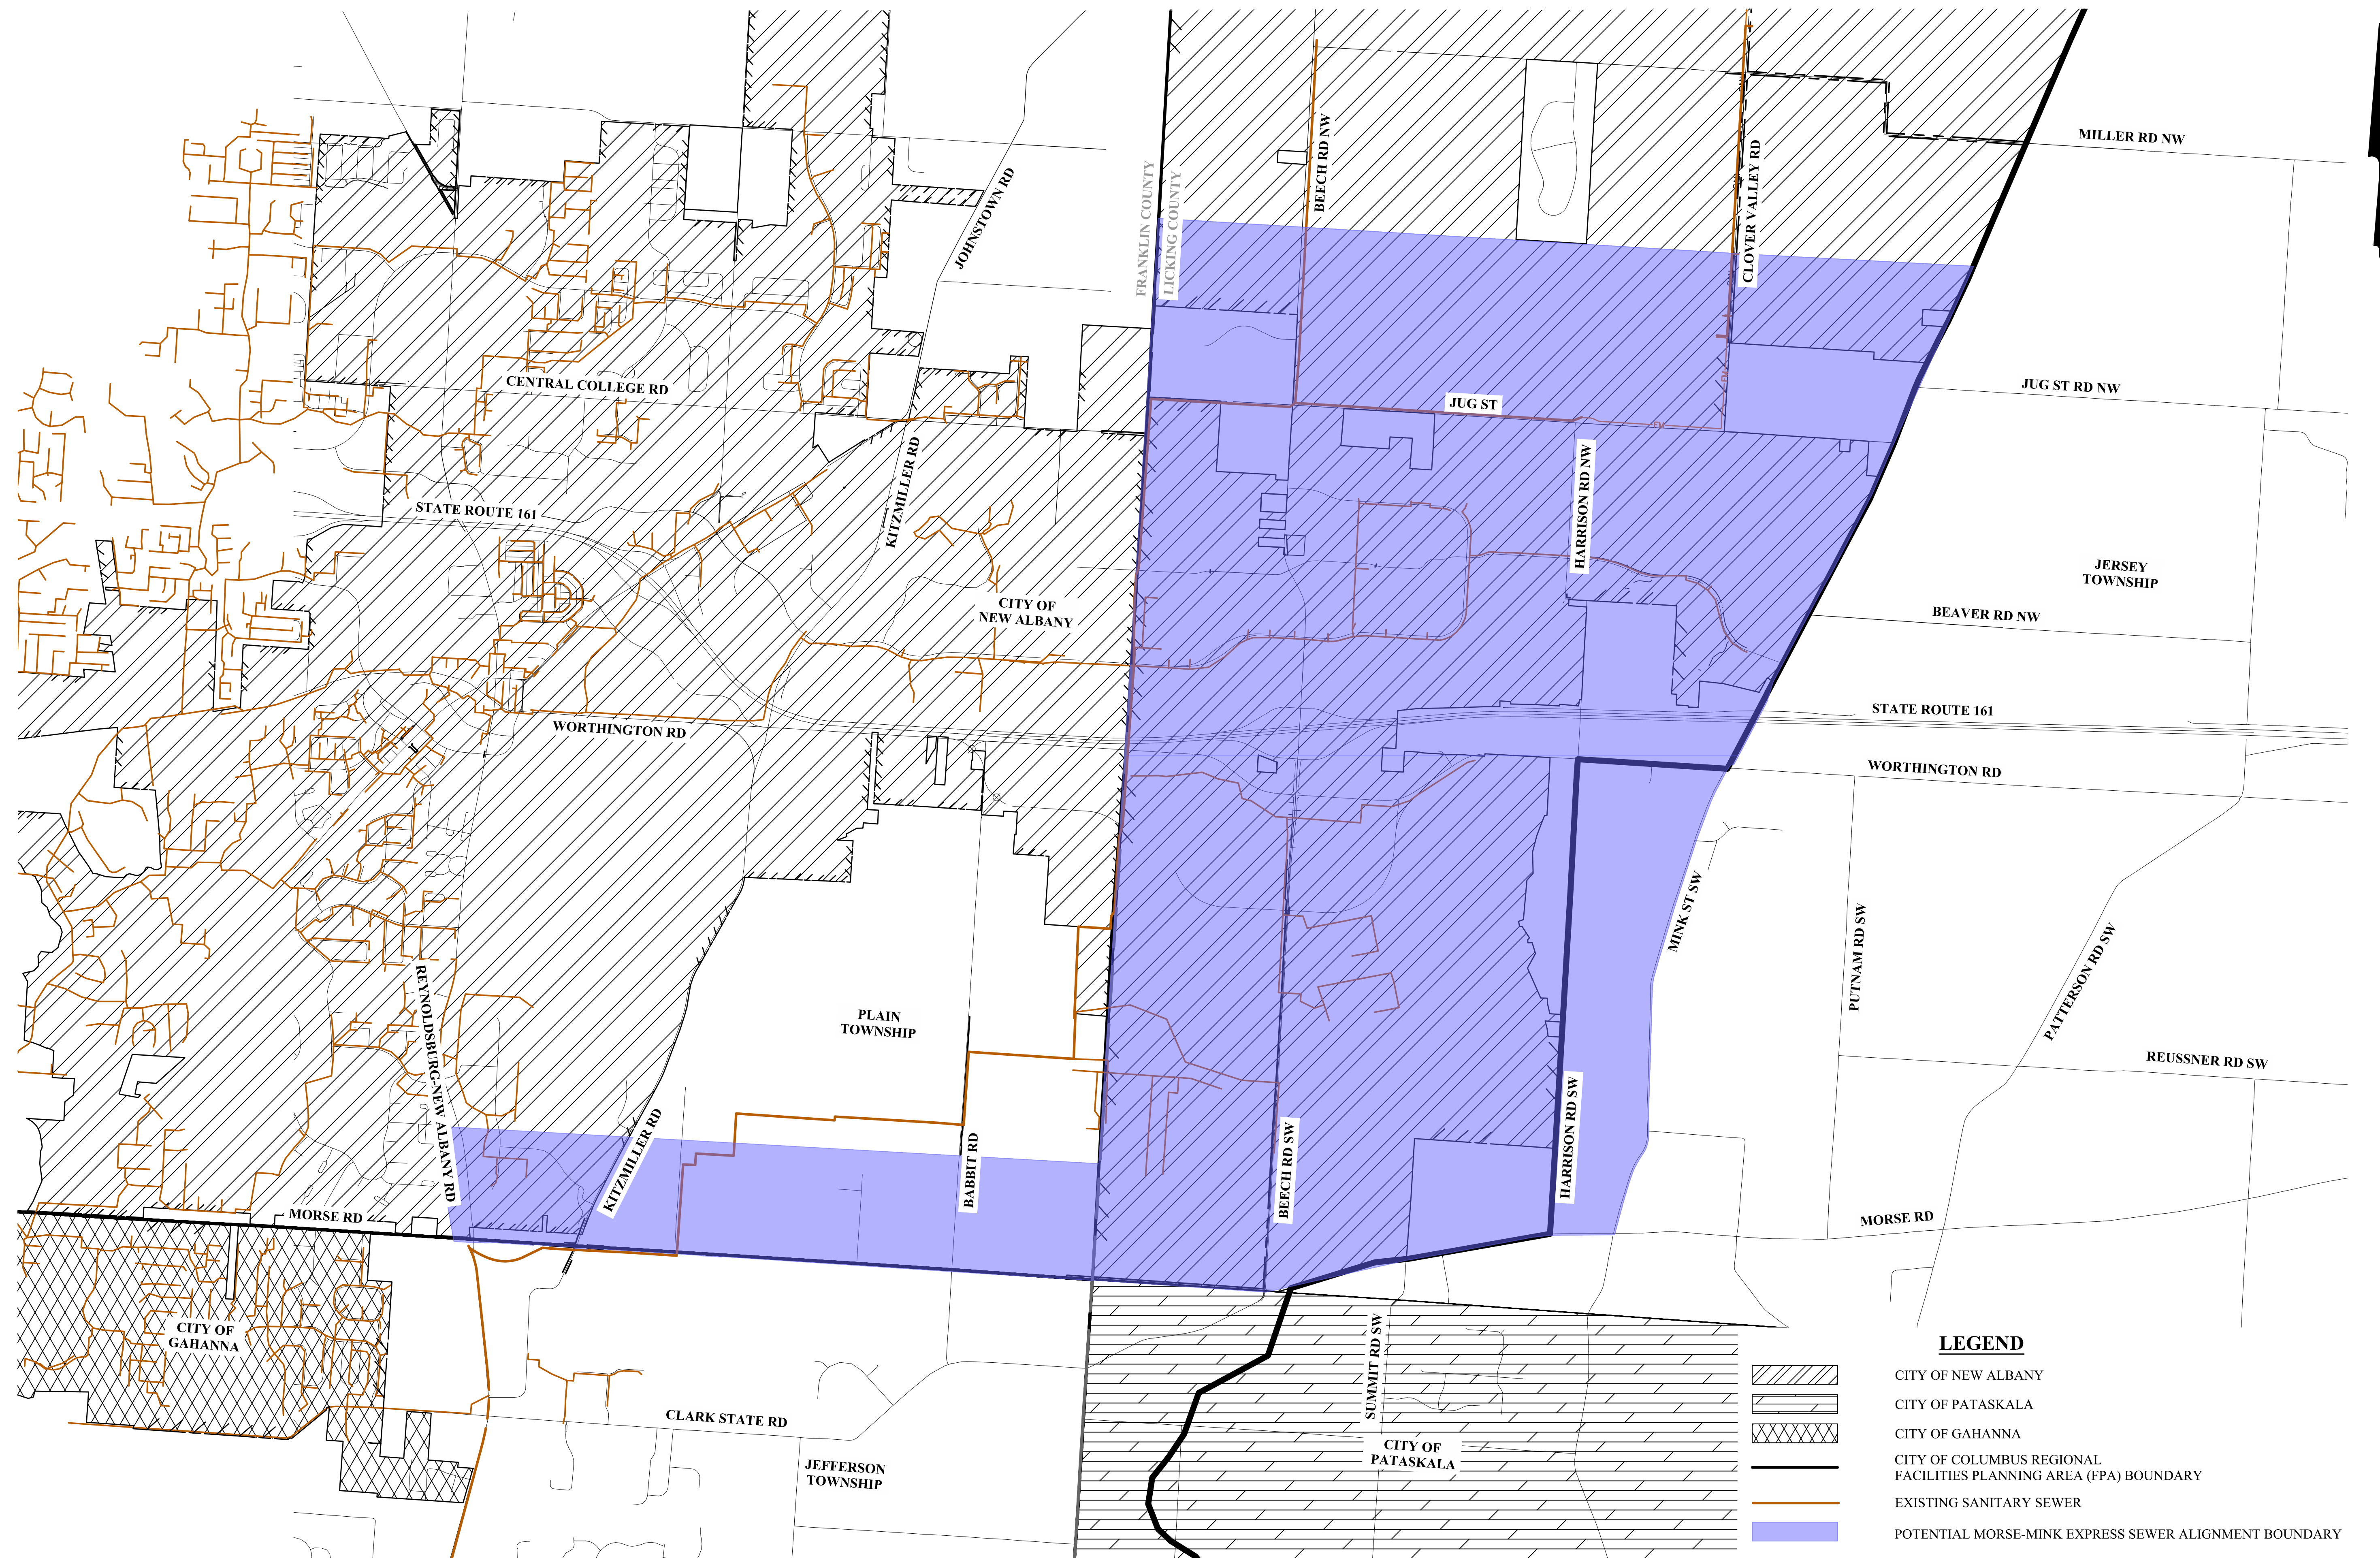 MILLER RD NW
BEECH RD NW
CLOVER VALLEY RD
FRANKLIN COUNTY
LICKING COUNTY
JOHNSTOWN RD
CENTRAL COLLEGE RD
JUG ST
JUG ST RD NW
KITZMILLER RD
HARRISON RD NW
STATE ROUTE 161
JERSEY
TOWNSHIP
CITY OF
NEW ALBANY
BEAVER RD NW
STATE ROUTE 161
WORTHINGTON RD
WORTHINGTON RD
MINK ST SW
PUTNAM RD SW
PATTERSON RD SW
REYNOLDSBURG-NEW ALBANY RD
PLAIN
TOWNSHIP
REUSSNER RD SW
KITZMILLER RD
BABBIT RD
BEECH RD SW
HARRISON RD SW
MORSE RD
MORSE RD
CITY OF
GAHANNA
SUMMIT RD SW
CLARK STATE RD
CITY OF
PATASKALA
JEFFERSON
TOWNSHIP
LEGEND
CITY OF NEW ALBANY
CITY OF PATASKALA
CITY OF GAHANNA
CITY OF COLUMBUS REGIONAL
FACILITIES PLANNING AREA (FPA) BOUNDARY
EXISTING SANITARY SEWER
POTENTIAL MORSE-MINK EXPRESS SEWER ALIGNMENT BOUNDARY